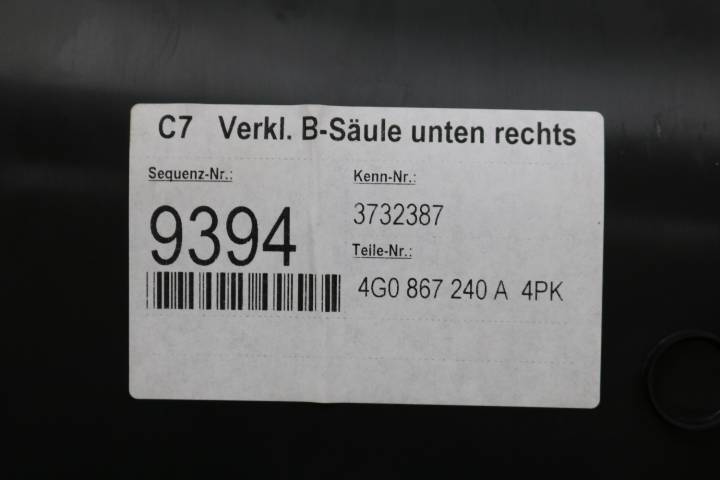 C7 Verkl. B-Säule unten rechts
Sequenz-Nr.:
9394
Kenn-Nr.:
3732387
Teile-Nr.:
4G0 867 240 A 4PK